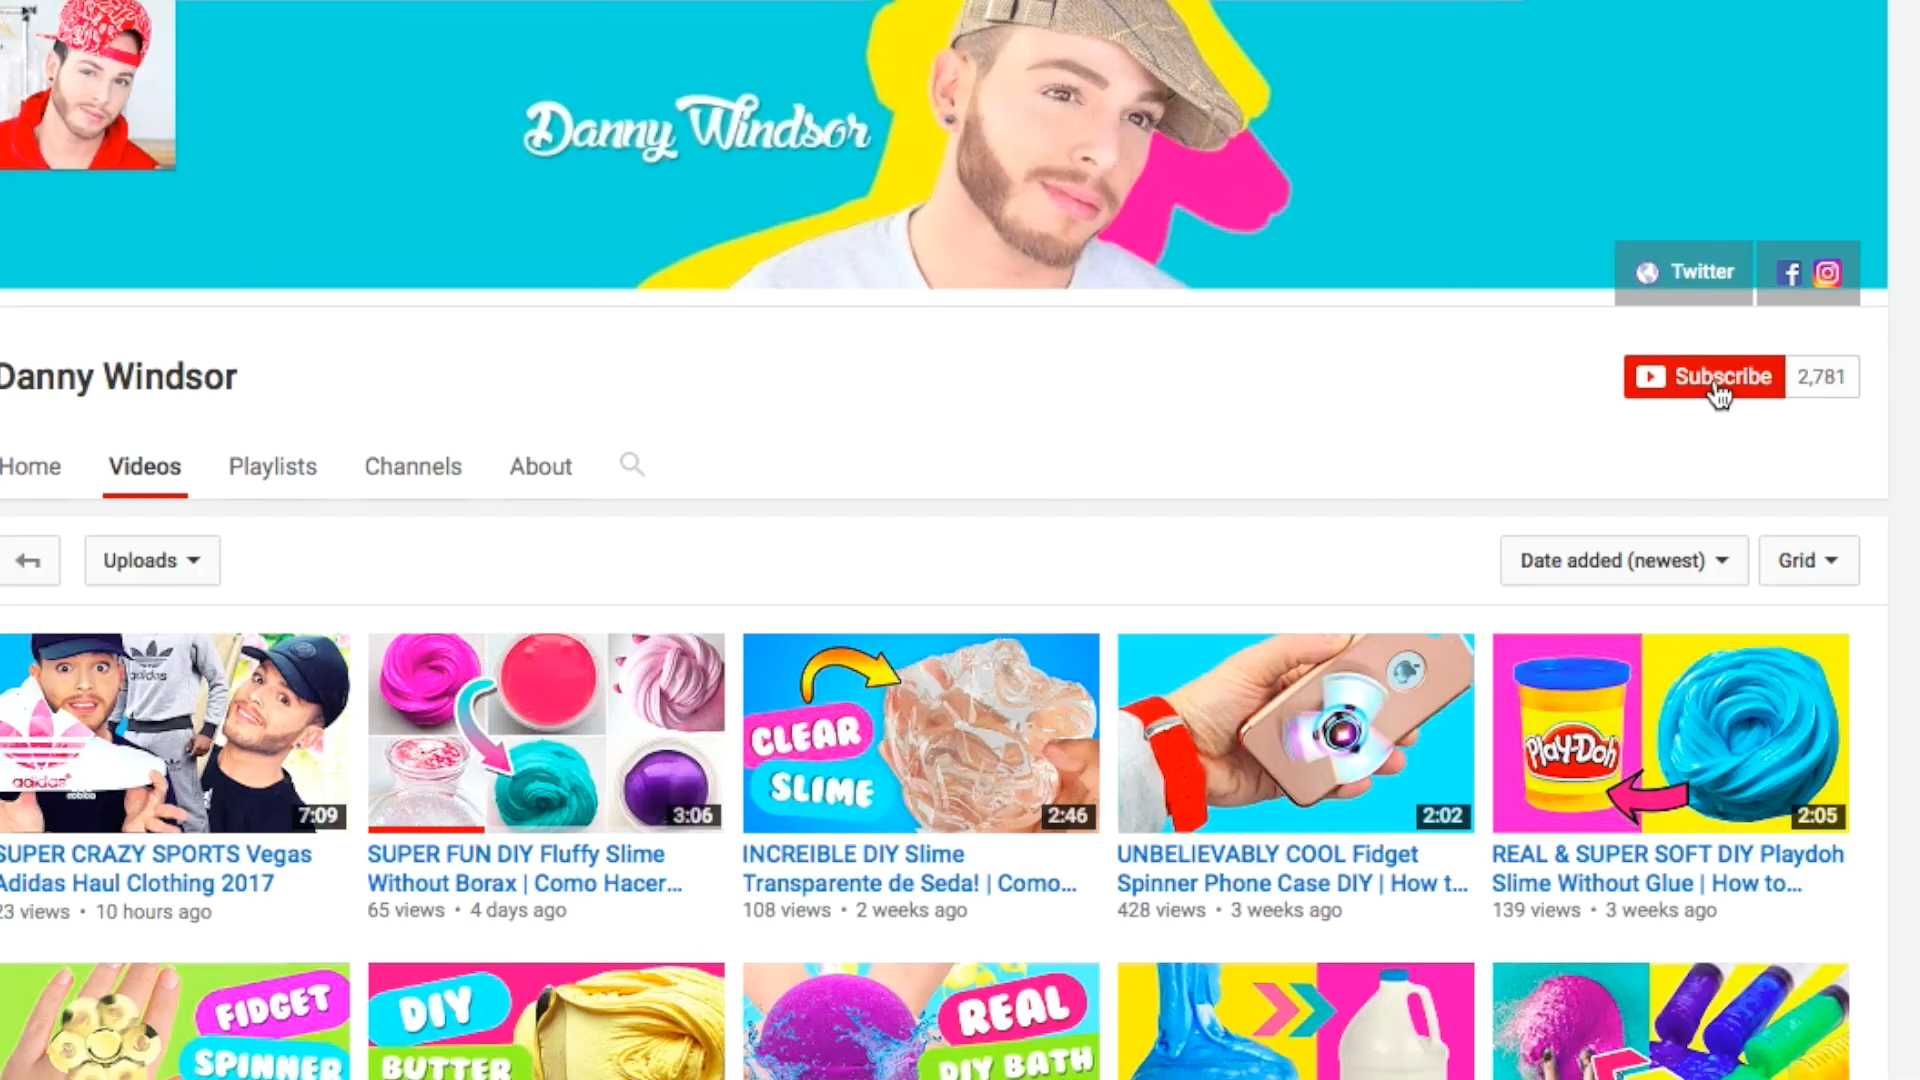 Danny Windsor
Twitter
Danny Windsor
Subscribe 2,781
Home Videos Playlists Channels About
Uploads
Date added (newest) Grid
adidas
adidas
7:09
3:06
CLEAR
SLIME
2:46
2:02
Play-Doh
2:05
SUPER CRAZY SPORTS Vegas
Adidas Haul Clothing 2017
23 views • 10 hours ago
SUPER FUN DIY Fluffy Slime
Without Borax | Como Hacer...
65 views • 4 days ago
INCREIBLE DIY Slime
Transparente de Seda! | Como...
108 views • 2 weeks ago
UNBELIEVABLY COOL Fidget
Spinner Phone Case DIY | How t...
428 views • 3 weeks ago
REAL & SUPER SOFT DIY Playdoh
Slime Without Glue | How to...
139 views • 3 weeks ago
FIDGET
SPINNER
DIY
BUTTER
REAL
DIY BATH